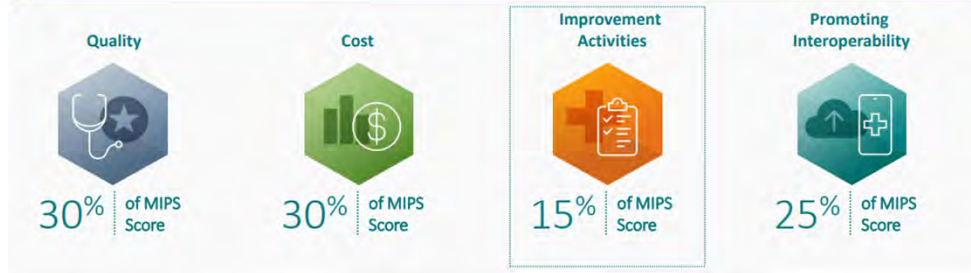 Quality
30% of MIPS
Score
Cost
30% of MIPS
Score
Improvement
Activities
15% of MIPS
Score
Promoting
Interoperability
25% of MIPS
Score